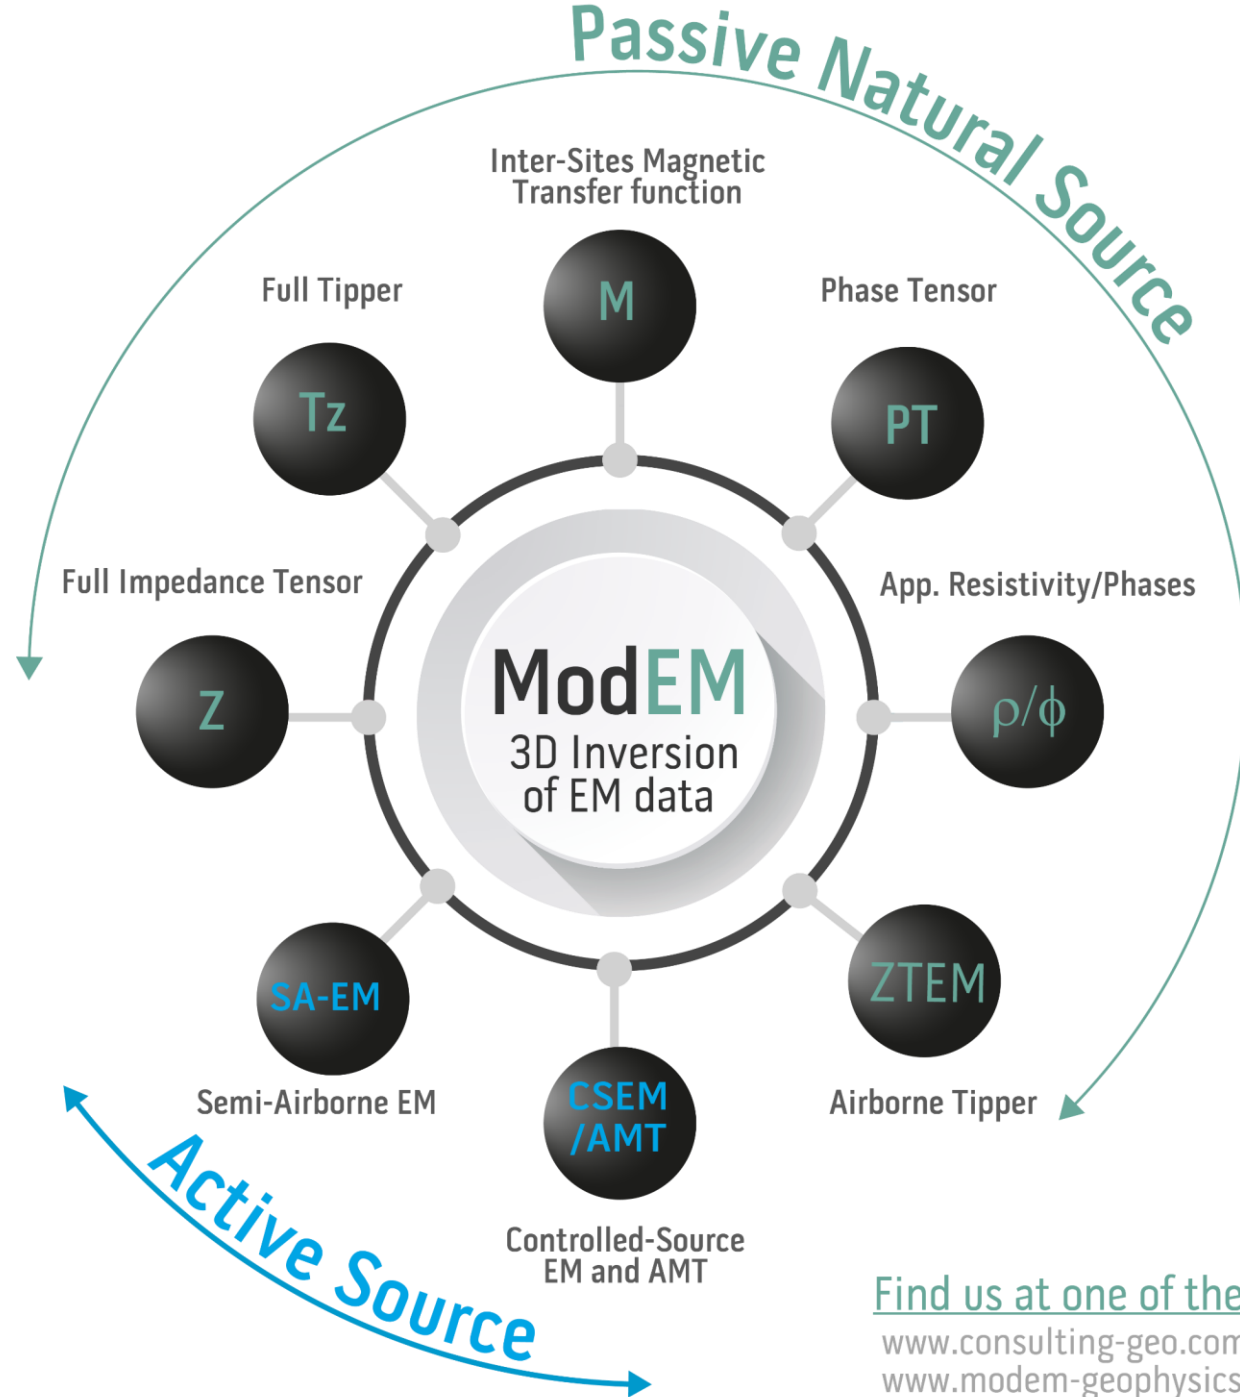 Passive Natural Source
Inter-Sites Magnetic
Transfer function
M
Full Tipper
Tz
Phase Tensor
PT
Full Impedance Tensor
Z
App. Resistivity/Phases
ρ/ϕ
ModEM
3D Inversion
of EM data
SA-EM
Semi-Airborne EM
CSEM
/AMT
Controlled-Source
EM and AMT
ZTEM
Airborne Tipper
Active Source
Find us at one of the
www.consulting-geo.com
www.modem-geophysics